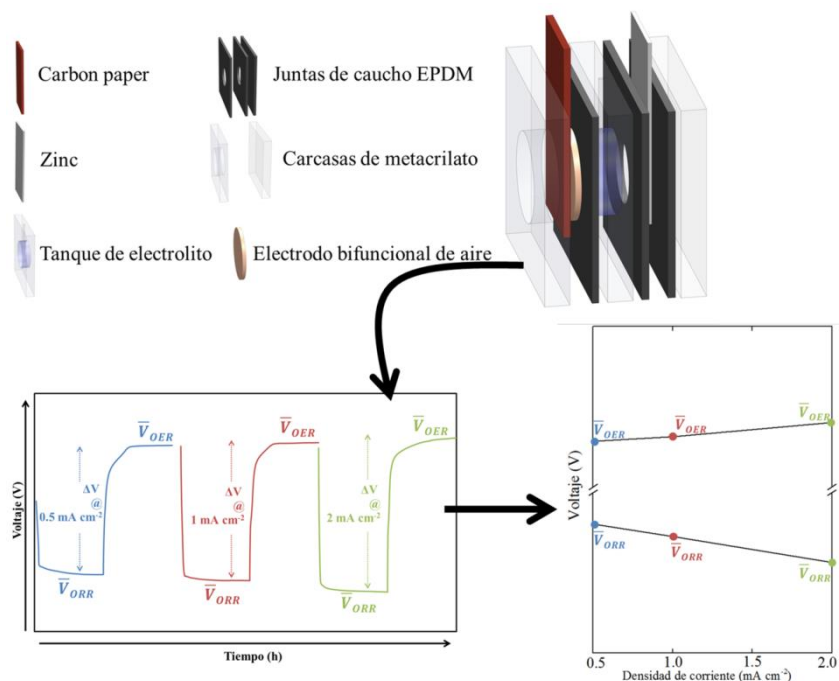 Carbon paper
Juntas de caucho EPDM
Zinc
Carcasas de metacrilato
Tanque de electrolito
Electrodo bifuncional de aire
Voltaje (V)
V̅OER
V̅OER
V̅OER
ΔV
@
0.5 mA cm⁻²
ΔV
@
1 mA cm⁻²
ΔV
@
2 mA cm⁻²
V̅ORR
V̅ORR
V̅ORR
Tiempo (h)
Voltaje (V)
V̅OER
V̅OER
V̅OER
V̅ORR
V̅ORR
V̅ORR
0.5
1.0
1.5
2.0
Densidad de corriente (mA cm⁻²)